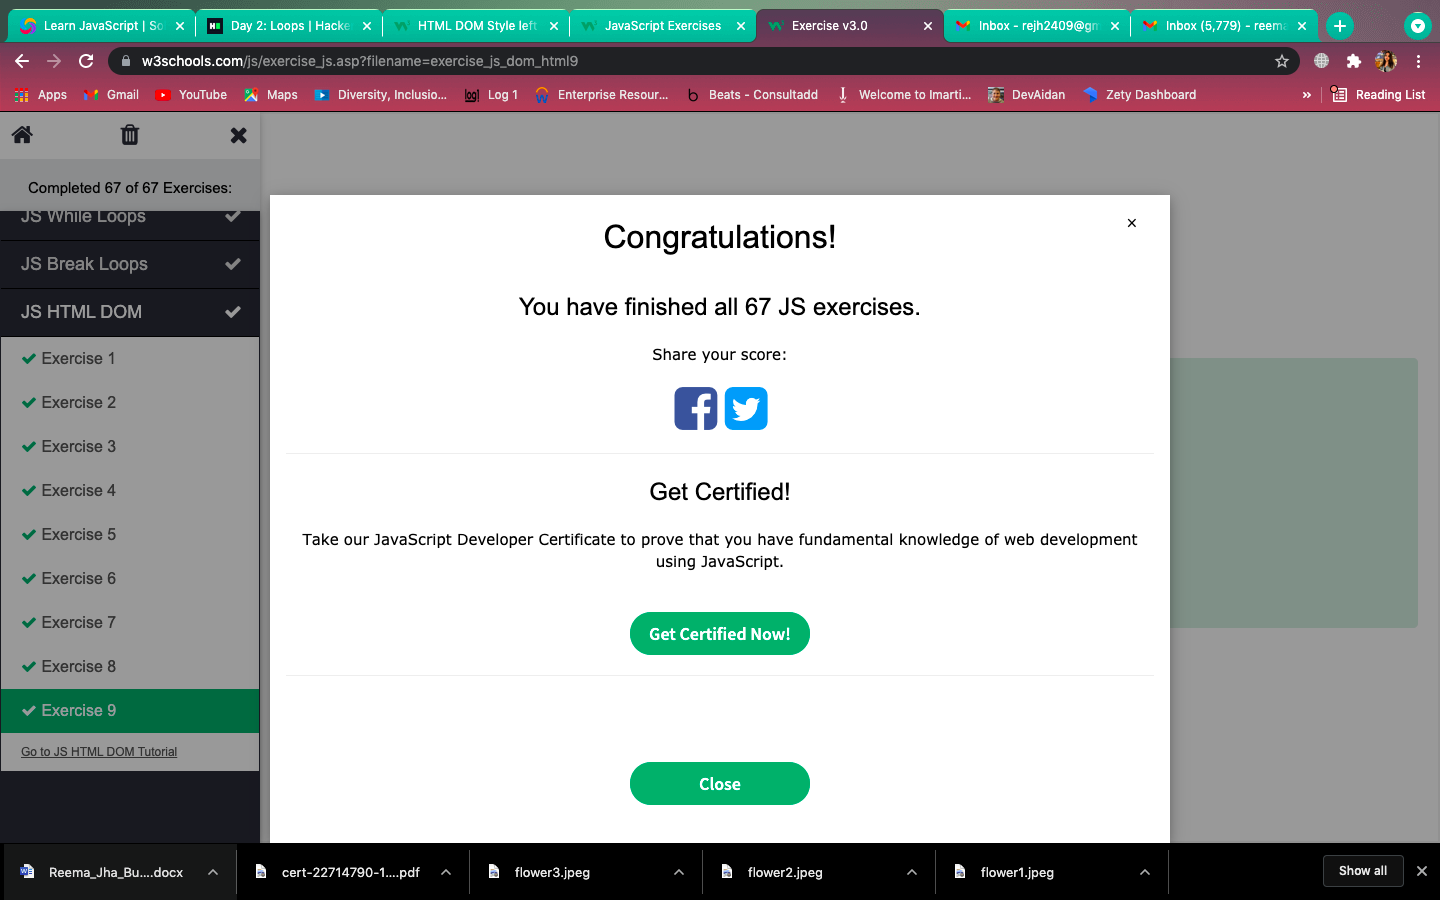 Learn JavaScript | So
Day 2: Loops | Hacke
HTML DOM Style left
JavaScript Exercises
Exercise v3.0
Inbox - rejh2409@gm
Inbox (5,779) - reema
w3schools.com/js/exercise_js.asp?filename=exercise_js_dom_html9
Apps
Gmail
YouTube
Maps
Diversity, Inclusio...
Log 1
Enterprise Resour...
Beats - Consultadd
Welcome to Imarti...
DevAidan
Zety Dashboard
»
Reading List
Completed 67 of 67 Exercises:
JS While Loops
JS Break Loops
JS HTML DOM
Exercise 1
Exercise 2
Exercise 3
Exercise 4
Exercise 5
Exercise 6
Exercise 7
Exercise 8
Exercise 9
Go to JS HTML DOM Tutorial
Congratulations!
You have finished all 67 JS exercises.
Share your score:
Get Certified!
Take our JavaScript Developer Certificate to prove that you have fundamental knowledge of web development
using JavaScript.
Get Certified Now!
Close
Reema_Jha_Bu....docx
cert-22714790-1....pdf
flower3.jpeg
flower2.jpeg
flower1.jpeg
Show all